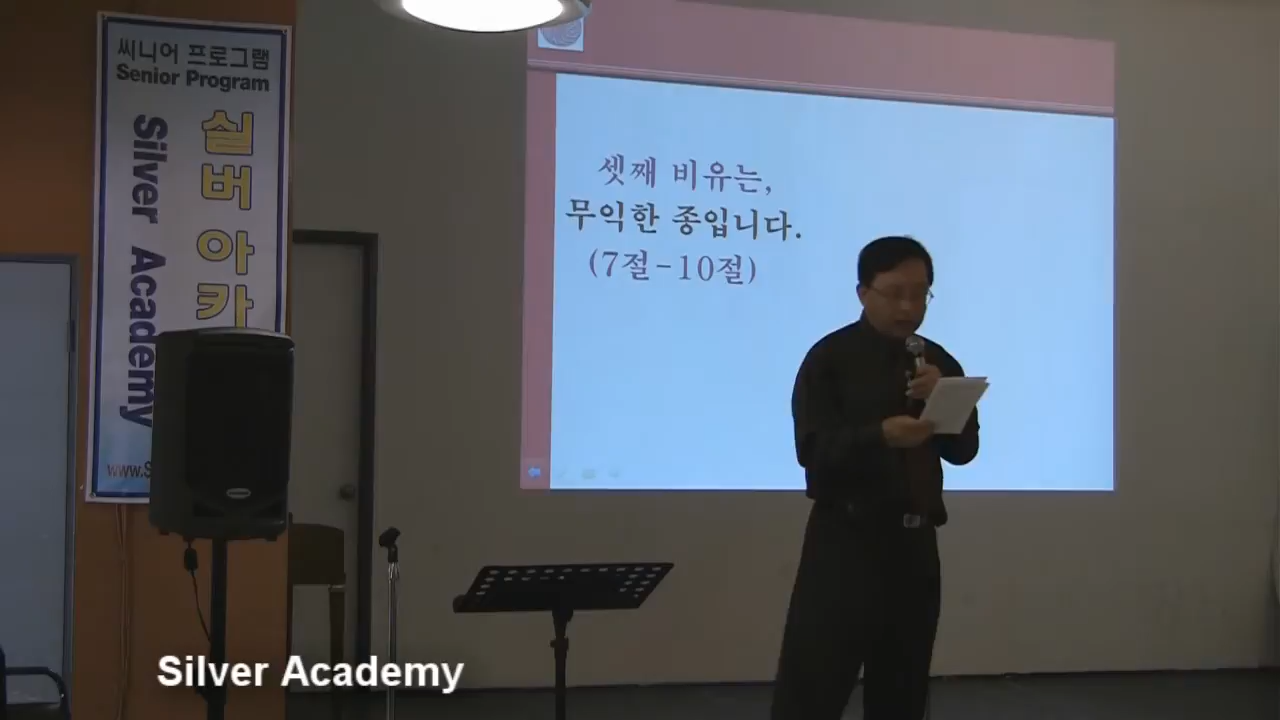 씨니어 프로그램
Senior Program
실버 아카
Silver Academy
www.S
셋째 비유는,
무익한 종입니다.
(7절-10절)
Silver Academy